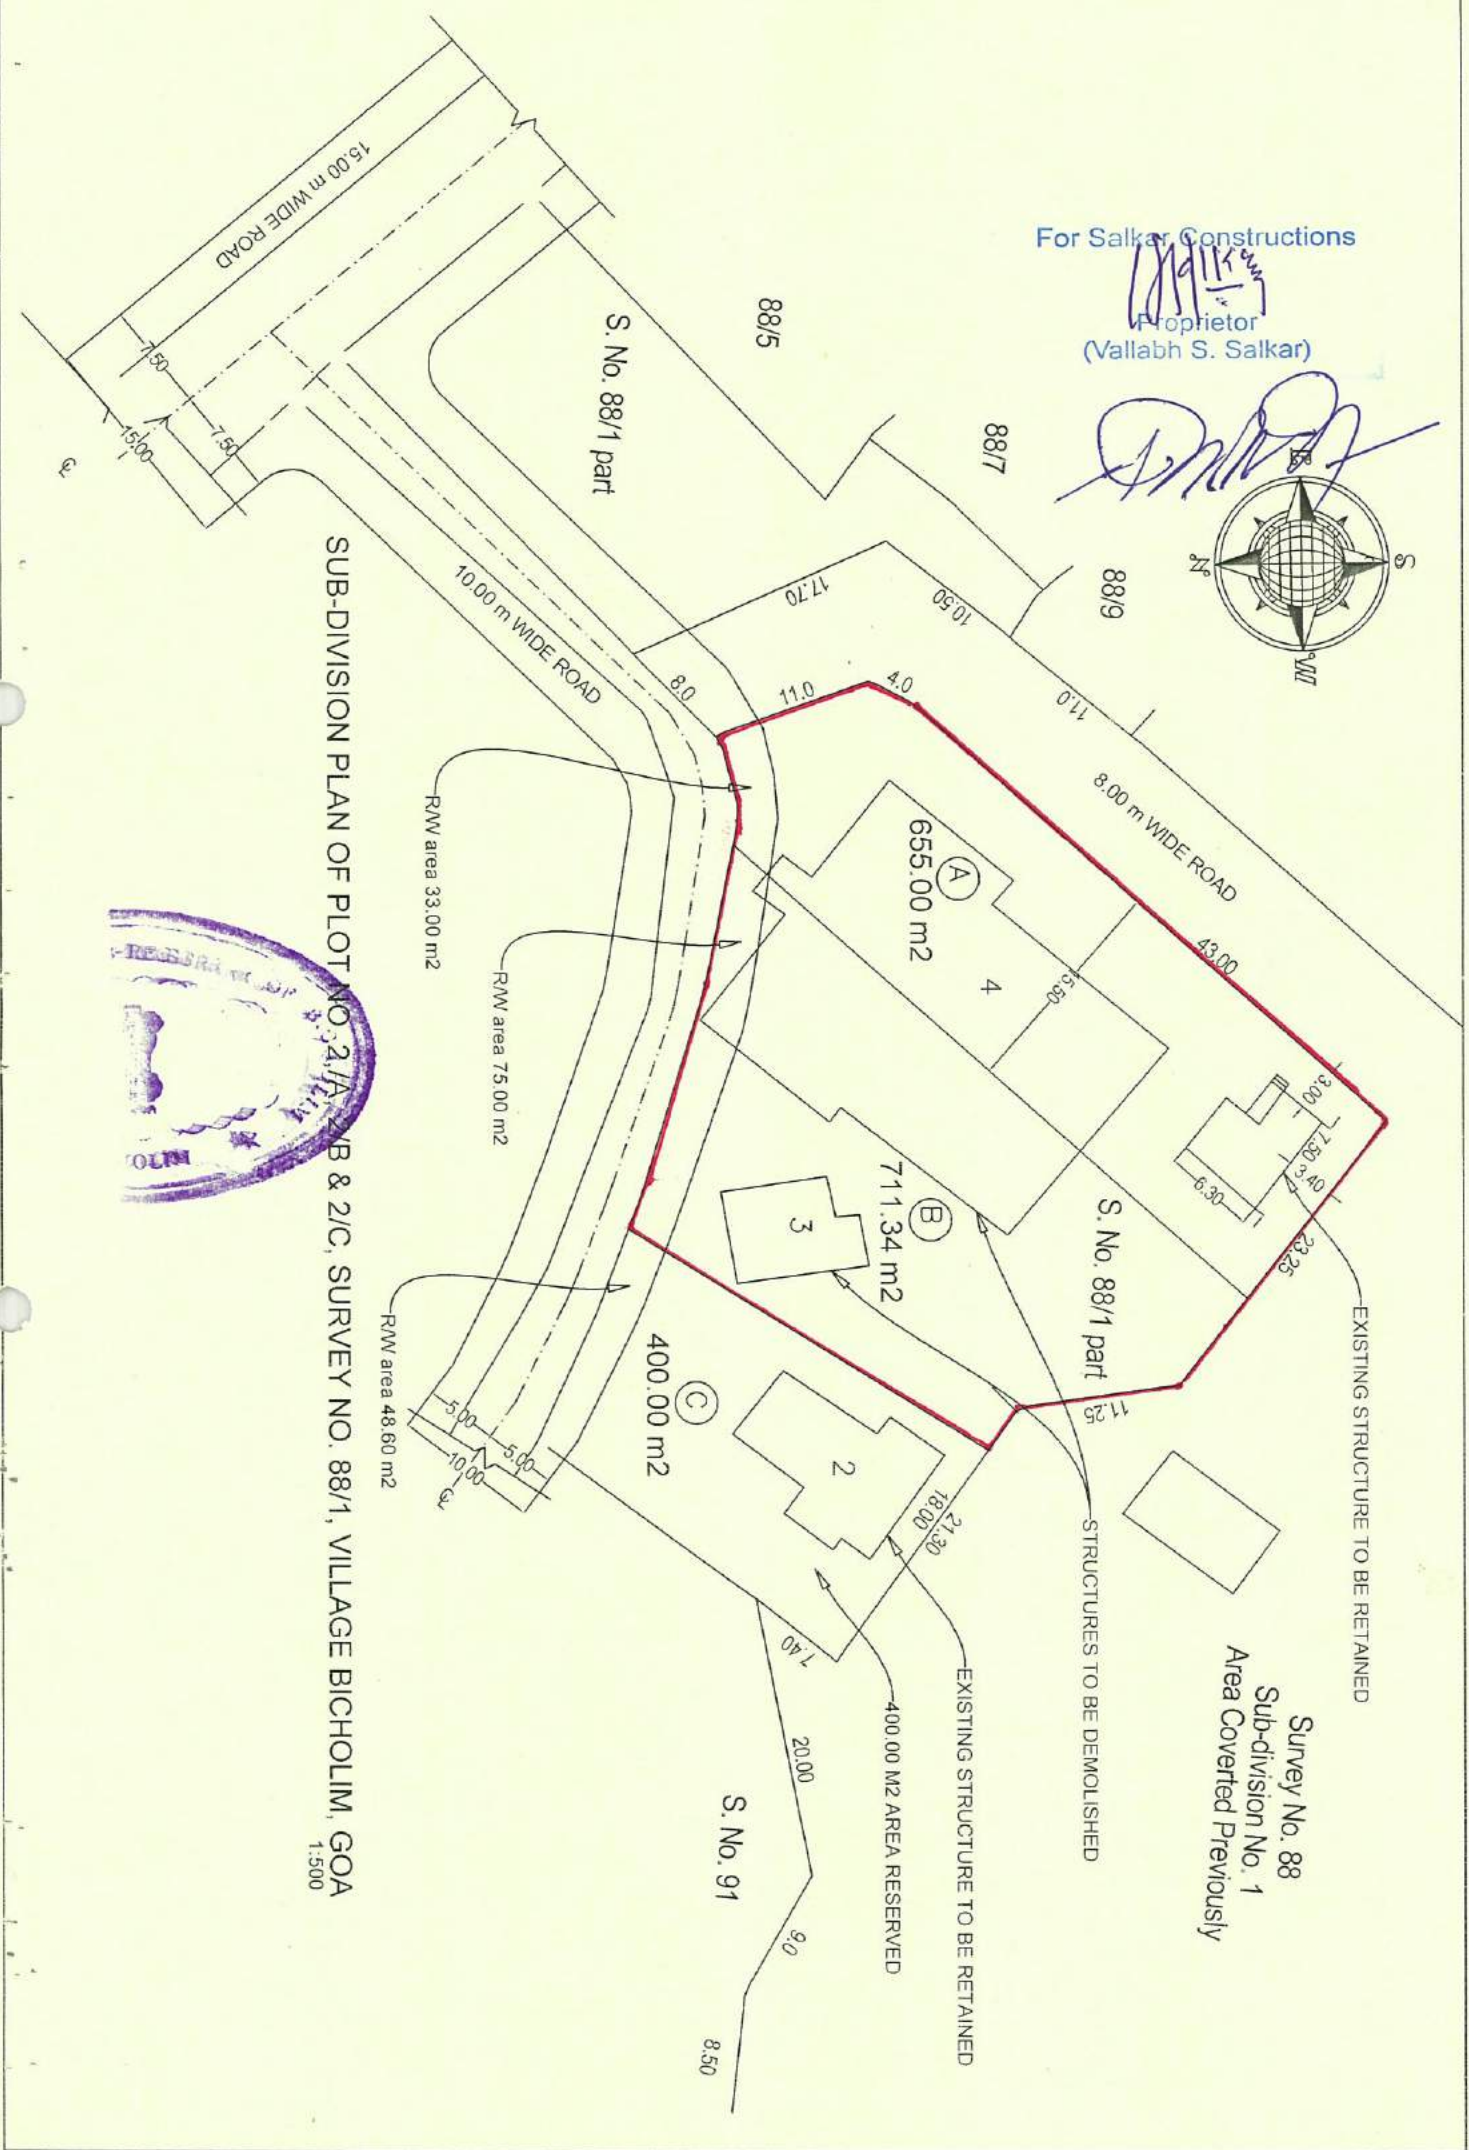 For Salkar Constructions
Proprietor
(Vallabh S. Salkar)
S
E
W
N
88/5
88/7
88/9
S. No. 88/1 part
15.00 m WIDE ROAD
7.50
7.50
15.00
10.00 m WIDE ROAD
17.70
10.50
11.0
8.00 m WIDE ROAD
8.0
11.0
4.0
43.00
A
655.00 m2
4
5.50
3.00
7.50
3.40
6.30
23.25
EXISTING STRUCTURE TO BE RETAINED
S. No. 88/1 part
B
711.34 m2
3
11.25
STRUCTURES TO BE DEMOLISHED
C
400.00 m2
2
21.30
18.00
7.40
EXISTING STRUCTURE TO BE RETAINED
400.00 M2 AREA RESERVED
Survey No. 88
Sub-division No. 1
Area Coverted Previously
20.00
9.0
8.50
S. No. 91
R/W area 33.00 m2
R/W area 75.00 m2
R/W area 48.60 m2
5.00
5.00
10.00
SUB-DIVISION PLAN OF PLOT NO. 2,/A, 2/B & 2/C, SURVEY NO. 88/1, VILLAGE BICHOLIM, GOA
1:500